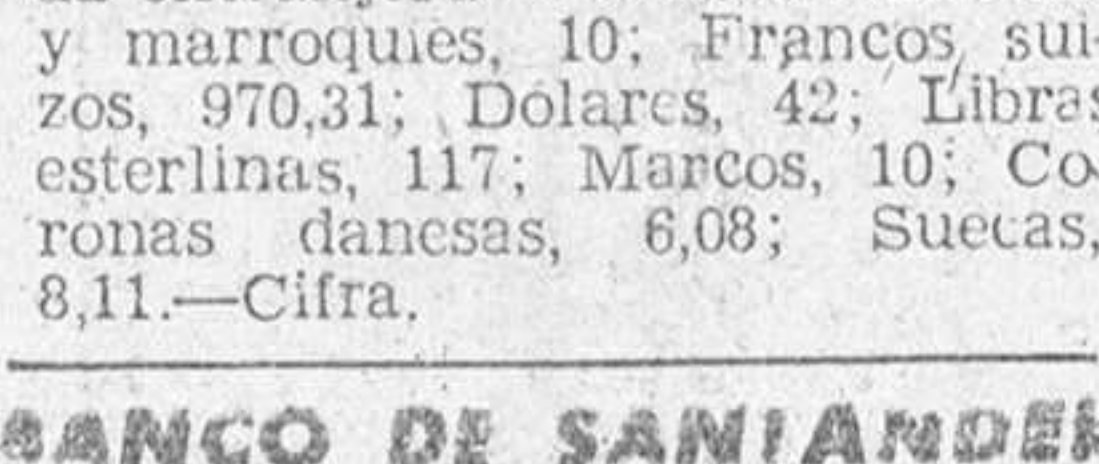 y marroquies, 10; Francos sui-
zos, 970,31; Dólares, 42; Libras
esterlinas, 117; Marcos, 10; Co-
ronas danesas, 6,08; Suecas,
8,11.—Cifra.
BANCO DE SANTANDER